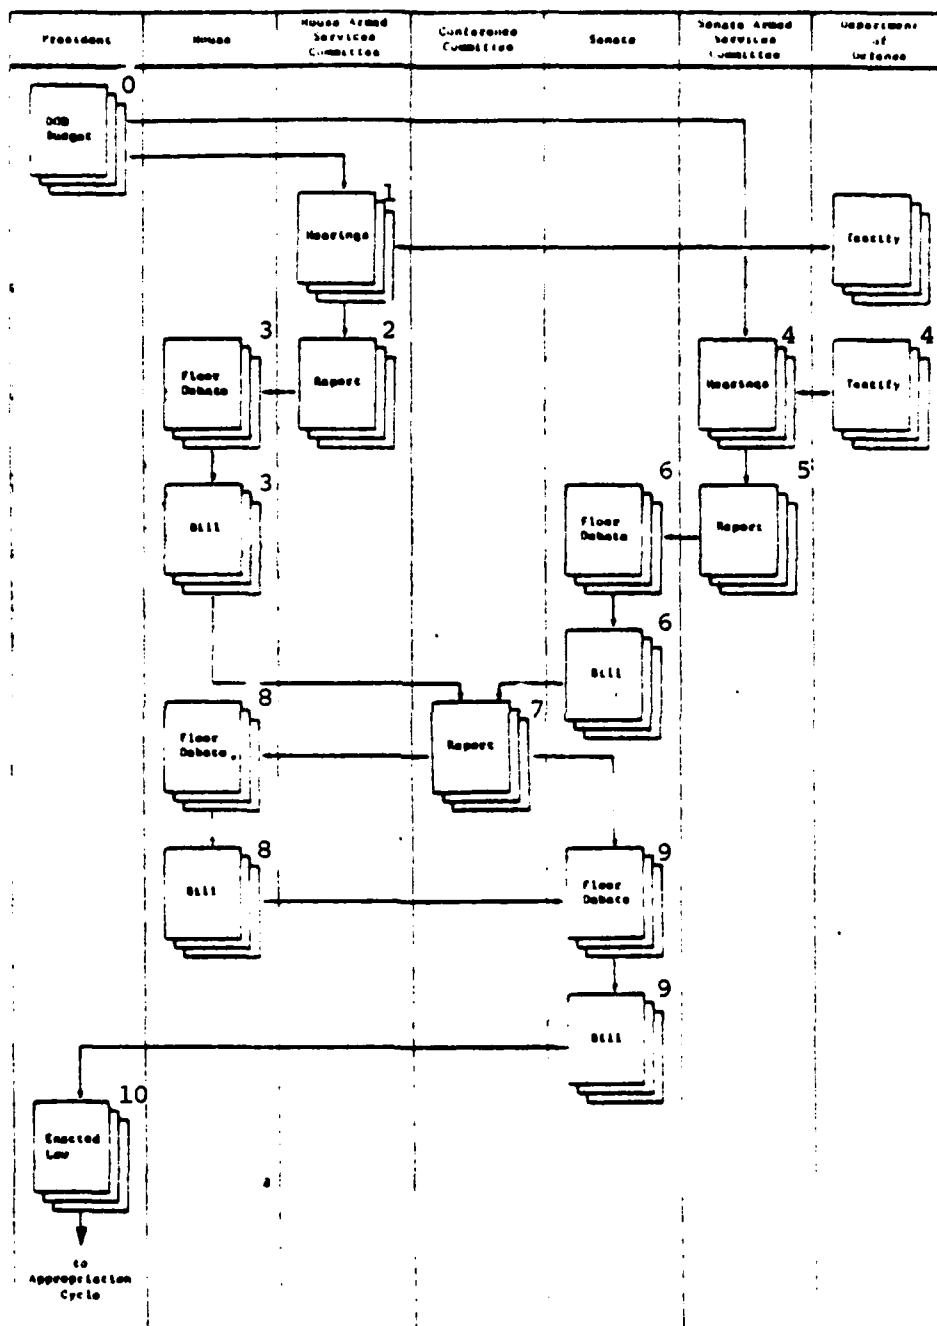 President
House
House Armed
Services
Committee
Conference
Committee
Senate
Senate Armed
Services
Committee
Department
of
Defense
0
DOD
Budget
1
Hearings
Testify
3
Floor
Debate
2
Report
4
Hearings
4
Testify
3
Bill
6
Floor
Debate
5
Report
6
Bill
8
Floor
Debate
7
Report
8
Bill
9
Floor
Debate
9
Bill
10
Enacted
Law
to
Appropriation
Cycle